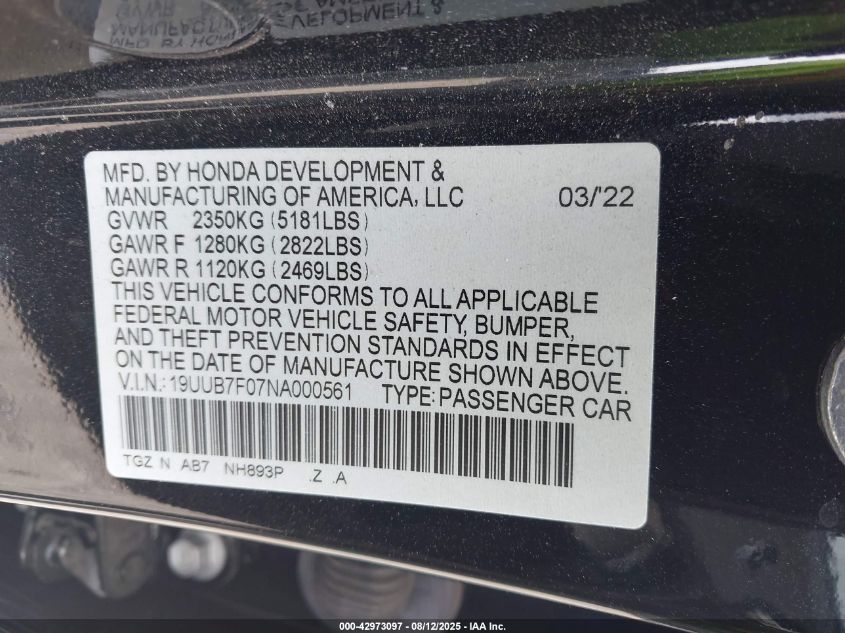 MFD. BY HONDA DEVELOPMENT &
MANUFACTURING OF AMERICA, LLC 03/'22
GVWR 2350KG (5181LBS)
GAWR F 1280KG (2822LBS)
GAWR R 1120KG (2469LBS)
THIS VEHICLE CONFORMS TO ALL APPLICABLE
FEDERAL MOTOR VEHICLE SAFETY, BUMPER,
AND THEFT PREVENTION STANDARDS IN EFFECT
ON THE DATE OF MANUFACTURE SHOWN ABOVE.
V.I.N.: 19UUB7F07NA000561 TYPE: PASSENGER CAR
TGZ N AB7 NH893P .Z .A
000-42973097 - 08/12/2025 - IAA Inc.